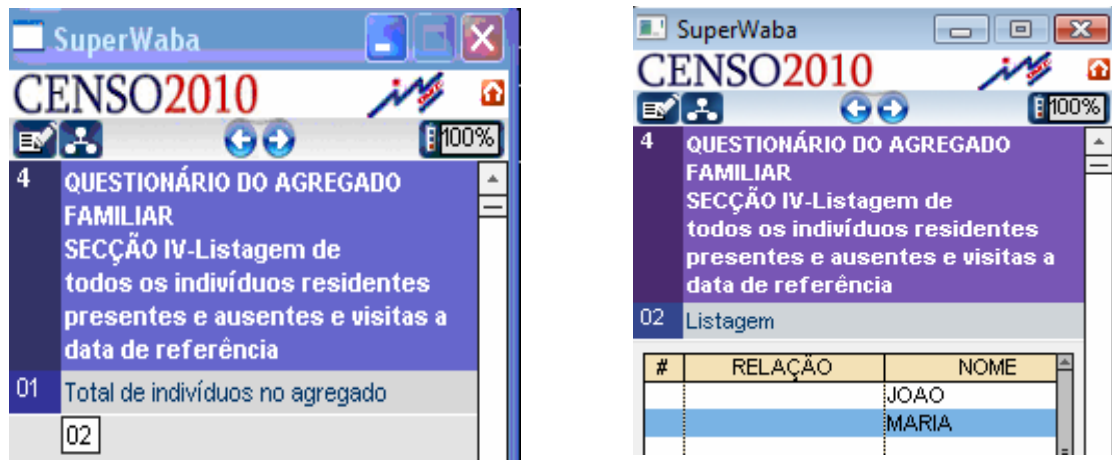 SuperWaba
CENSO2010
100%
4 QUESTIONÁRIO DO AGREGADO
FAMILIAR
SECÇÃO IV-Listagem de
todos os indivíduos residentes
presentes e ausentes e visitas a
data de referência
01 Total de indivíduos no agregado
02
SuperWaba
CENSO2010
100%
4 QUESTIONÁRIO DO AGREGADO
FAMILIAR
SECÇÃO IV-Listagem de
todos os indivíduos residentes
presentes e ausentes e visitas a
data de referência
02 Listagem
# RELAÇÃO NOME
JOAO
MARIA